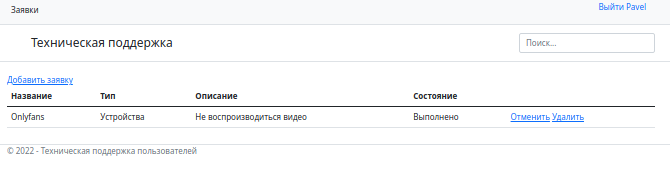 Заявки Выйти Pavel
Техническая поддержка Поиск...
Добавить заявку
Название Тип Описание Состояние
Onlyfans Устройства Не воспроизводиться видео Выполнено Отменить Удалить
© 2022 - Техническая поддержка пользователей